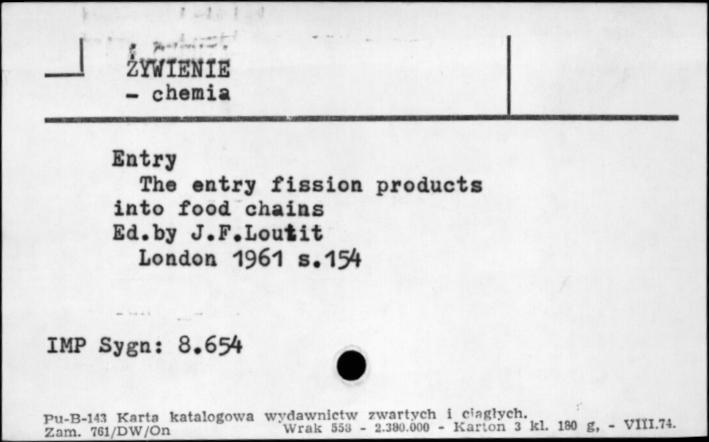 ŻYWIENIE
- chemia
Entry
The entry fission products
into food chains
Ed.by J.F.Loutit
London 1961 s.154
IMP Sygn: 8.654
Pu-B-143 Karta katalogowa wydawnictw zwartych i ciągłych.
Zam. 761/DW/On Wrak 558 - 2.380.000 - Karton 3 kl. 180 g, - VIII.74.